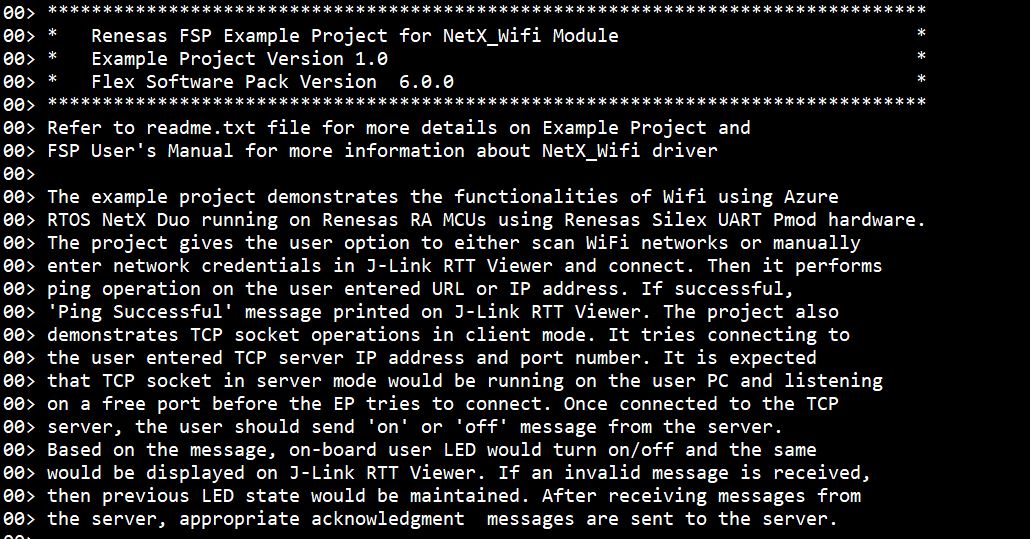 00> ********************************************************************************
00> *   Renesas FSP Example Project for NetX_Wifi Module                           *
00> *   Example Project Version 1.0                                                *
00> *   Flex Software Pack Version  6.0.0                                          *
00> ********************************************************************************
00> Refer to readme.txt file for more details on Example Project and
00> FSP User's Manual for more information about NetX_Wifi driver
00>
00> The example project demonstrates the functionalities of Wifi using Azure
00> RTOS NetX Duo running on Renesas RA MCUs using Renesas Silex UART Pmod hardware.
00> The project gives the user option to either scan WiFi networks or manually
00> enter network credentials in J-Link RTT Viewer and connect. Then it performs
00> ping operation on the user entered URL or IP address. If successful,
00> 'Ping Successful' message printed on J-Link RTT Viewer. The project also
00> demonstrates TCP socket operations in client mode. It tries connecting to
00> the user entered TCP server IP address and port number. It is expected
00> that TCP socket in server mode would be running on the user PC and listening
00> on a free port before the EP tries to connect. Once connected to the TCP
00> server, the user should send 'on' or 'off' message from the server.
00> Based on the message, on-board user LED would turn on/off and the same
00> would be displayed on J-Link RTT Viewer. If an invalid message is received,
00> then previous LED state would be maintained. After receiving messages from
00> the server, appropriate acknowledgment  messages are sent to the server.